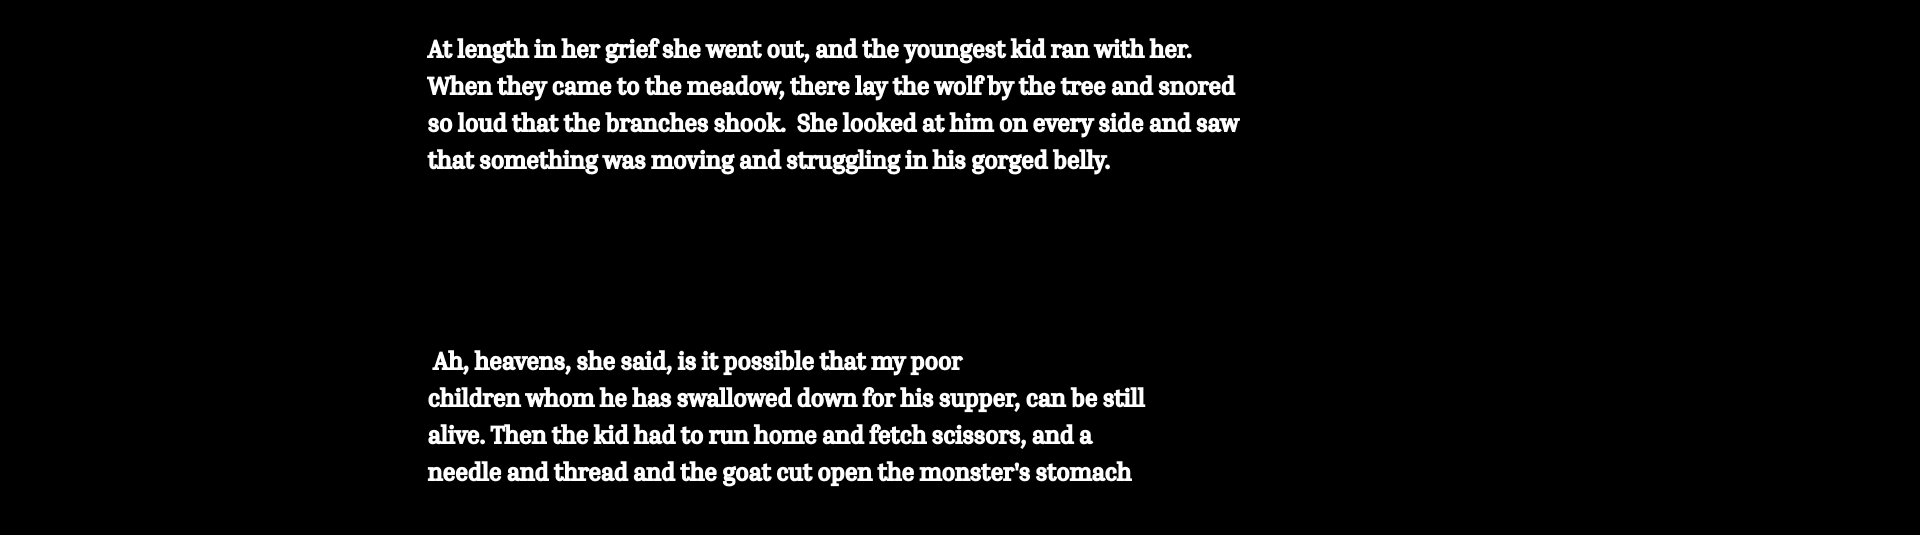 At length in her grief she went out, and the youngest kid ran with her.
When they came to the meadow, there lay the wolf by the tree and snored
so loud that the branches shook.  She looked at him on every side and saw
that something was moving and struggling in his gorged belly.
Ah, heavens, she said, is it possible that my poor
children whom he has swallowed down for his supper, can be still
alive. Then the kid had to run home and fetch scissors, and a
needle and thread and the goat cut open the monster's stomach